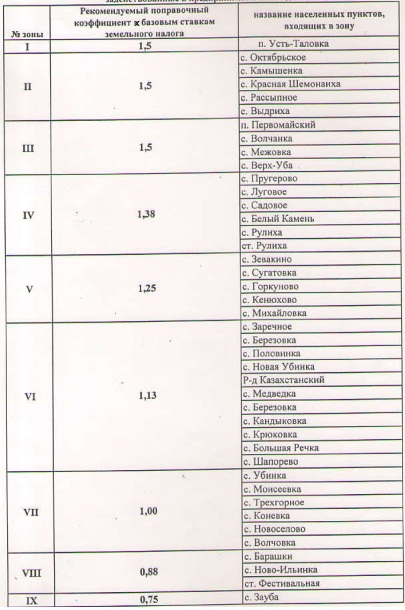 Рекомендуемый поправочный название населенных пунктов,
№ зоны коэффициент к базовым ставкам входящих в зону
земельного налога
I 1,5 п. Усть-Таловка
с. Октябрьское
с. Камышенка
II 1,5 с. Красная Шемонаиха
с. Рассыпное
с. Выдриха
п. Первомайский
III 1,5 с. Волчанка
с. Межовка
с. Верх-Уба
с. Пругерово
с. Луговое
IV 1,38 с. Садовое
с. Белый Камень
с. Рулиха
ст. Рулиха
с. Зевакино
с. Сугатовка
V 1,25 с. Горкуново
с. Кенюхово
с. Михайловка
с. Заречное
с. Березовка
с. Половинка
с. Новая Убинка
Р-д Казахстанский
VI 1,13 с. Медведка
с. Березовка
с. Кандыковка
с. Крюковка
с. Большая Речка
с. Шапорево
с. Убинка
с. Моисеевка
VII 1,00 с. Трехгорное
с. Коневка
с. Новоселово
с. Волчовка
с. Барашки
VIII 0,88 с. Ново-Ильинка
ст. Фестивальная
IX 0,75 с. Зауба